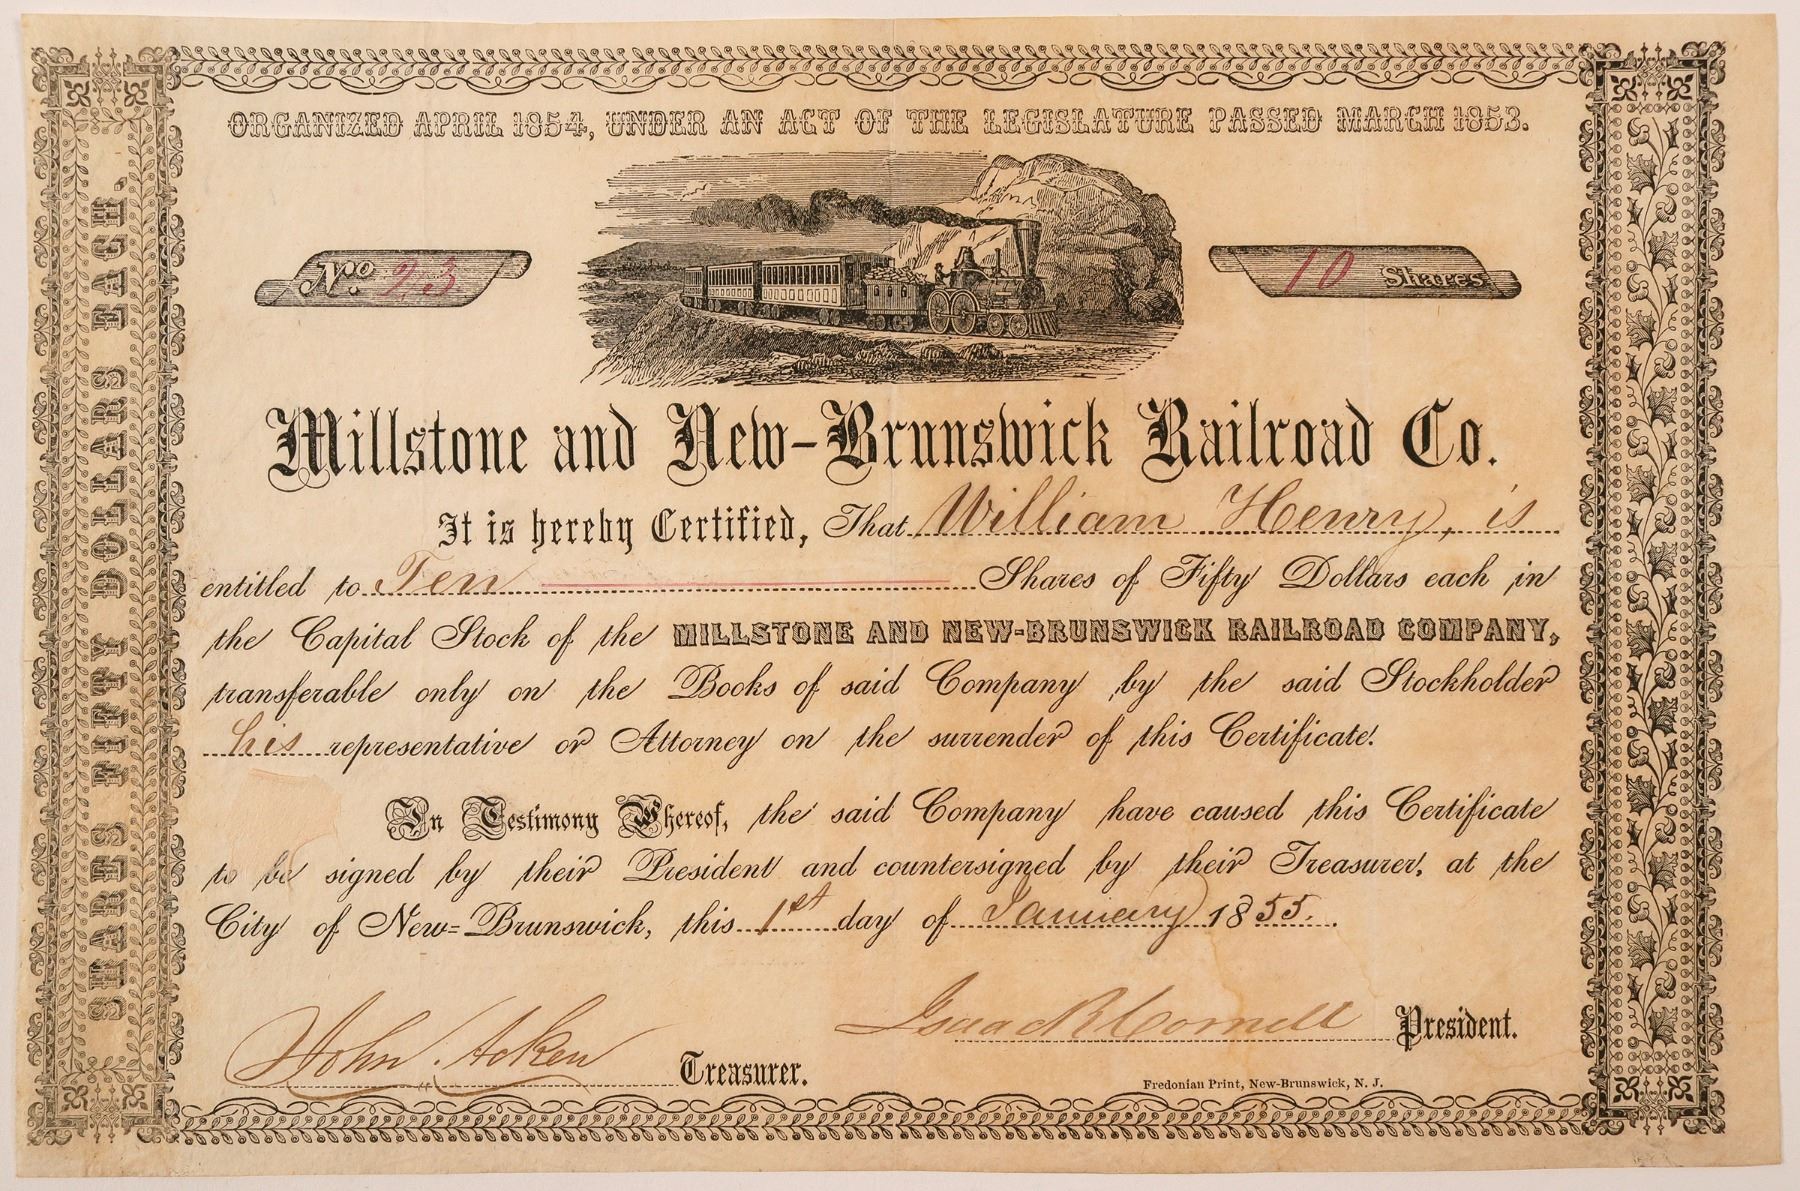 ORGANIZED APRIL 1854, UNDER AN ACT OF THE LEGISLATURE PASSED MARCH 1853.
No. 23
10 Shares
SHARES FIFTY DOLLARS EACH.
Millstone and New-Brunswick Railroad Co.
It is hereby Certified, That William Henry, is
entitled to Ten Shares of Fifty Dollars each in
the Capital Stock of the MILLSTONE AND NEW-BRUNSWICK RAILROAD COMPANY,
transferable only on the Books of said Company by the said Stockholder
his representative or Attorney on the surrender of this Certificate.
In Testimony Whereof, the said Company have caused this Certificate
to be signed by their President and countersigned by their Treasurer, at the
City of New-Brunswick, this 1st day of January 1855.
John Acken Treasurer.
Isaac R Cornell President.
Fredonian Print, New-Brunswick, N. J.